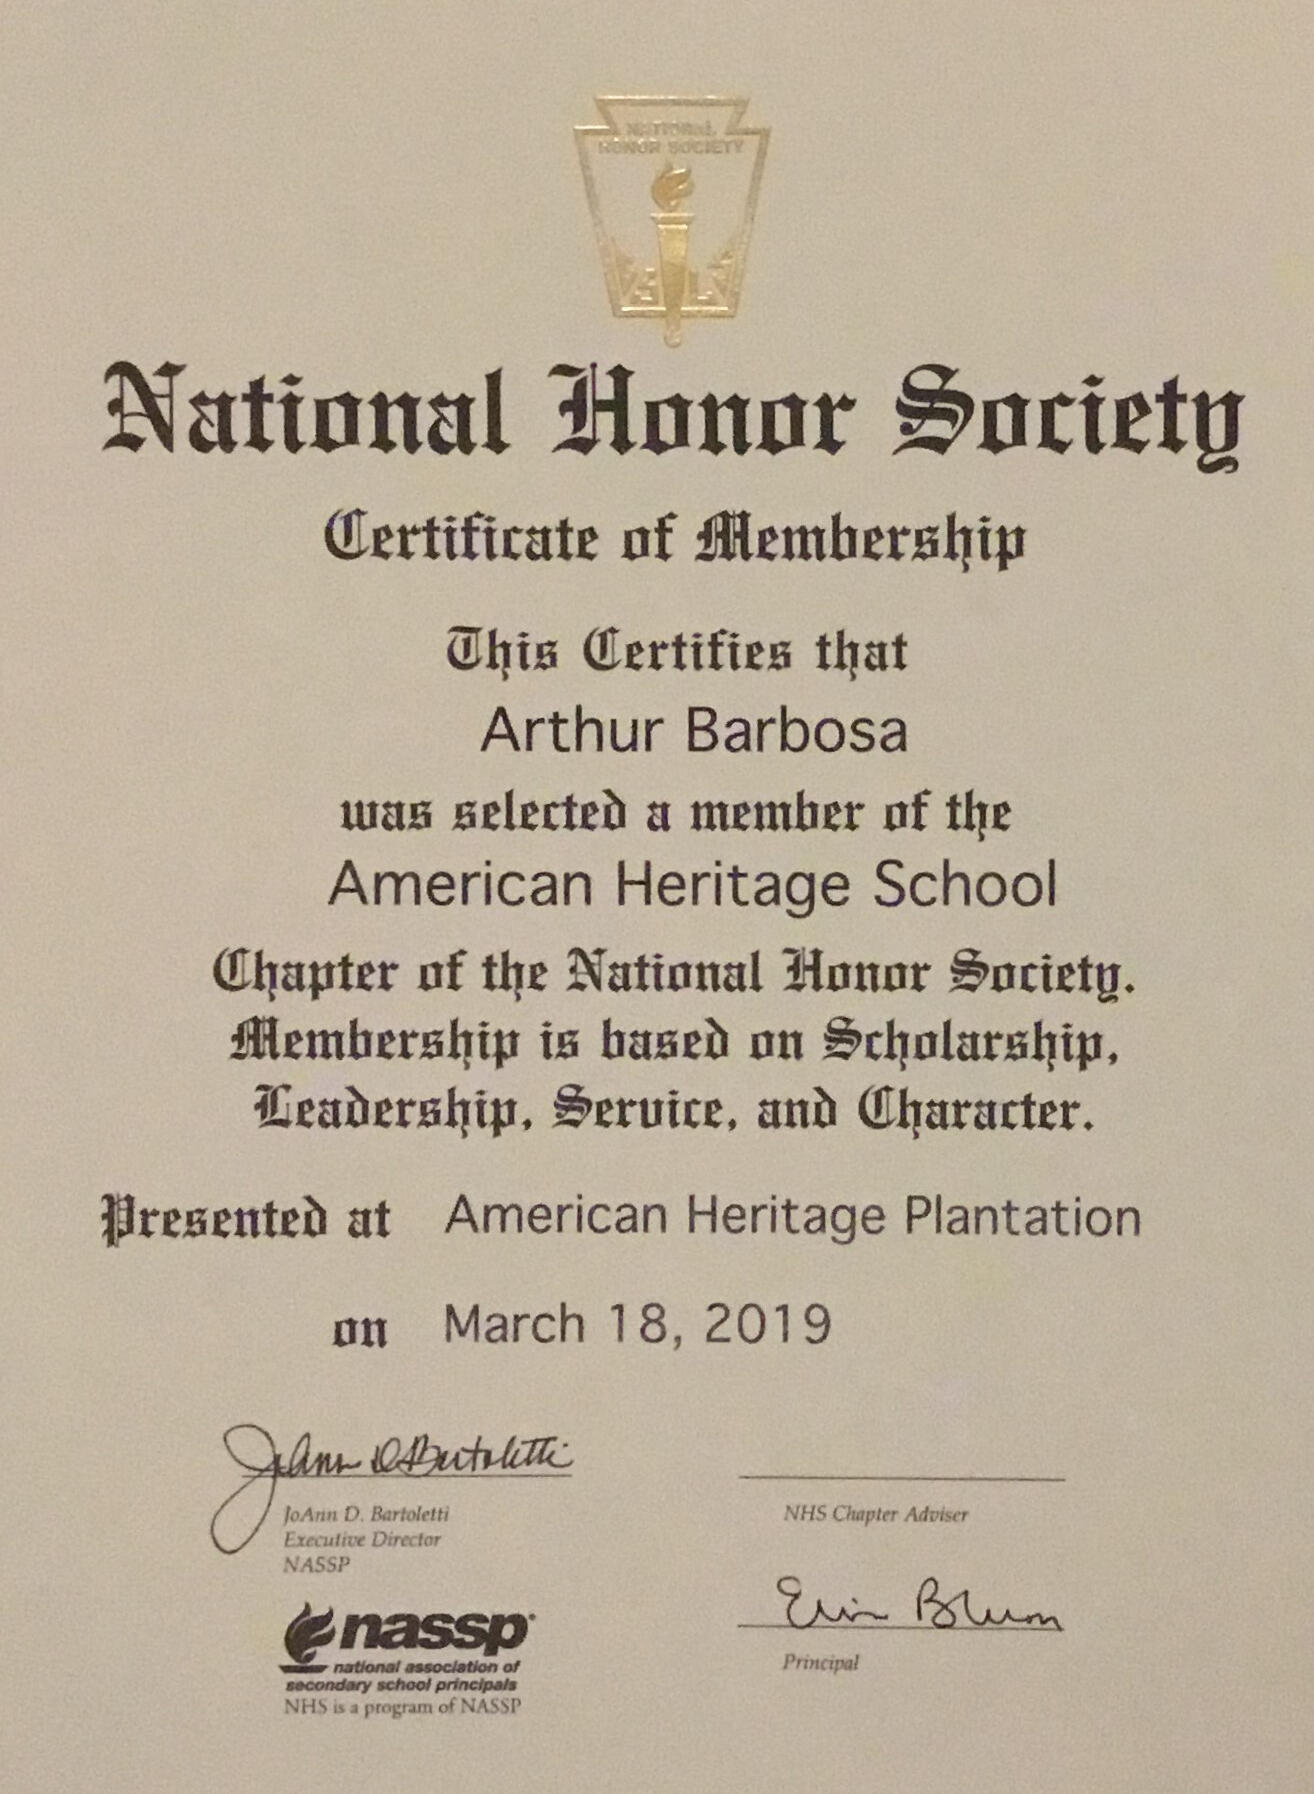 NATIONAL
HONOR SOCIETY
S L
National Honor Society
Certificate of Membership
This Certifies that
Arthur Barbosa
was selected a member of the
American Heritage School
Chapter of the National Honor Society.
Membership is based on Scholarship,
Leadership, Service, and Character.
Presented at American Heritage Plantation
on March 18, 2019
JoAnn D. Bartoletti
JoAnn D. Bartoletti
Executive Director
NASSP
nassp
national association of
secondary school principals
NHS is a program of NASSP
NHS Chapter Adviser
Erin Blum
Principal